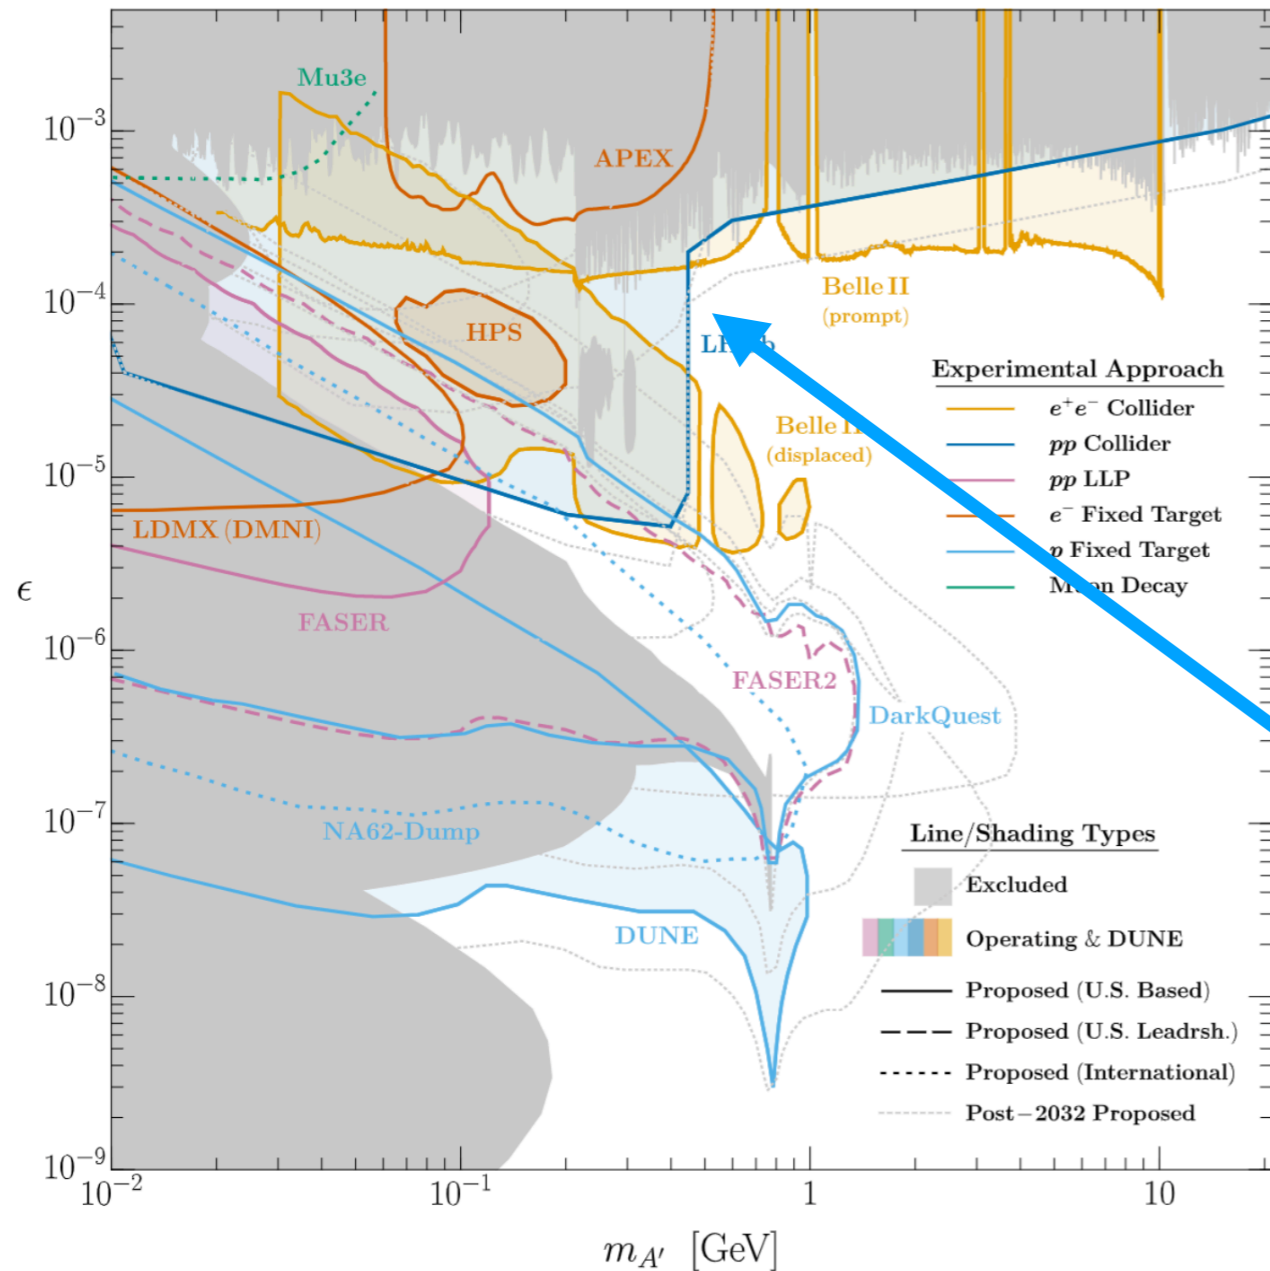 Mu3e
APEX
10⁻³
10⁻⁴
HPS
Belle II
(prompt)
Experimental Approach
e⁺e⁻ Collider
pp Collider
pp LLP
e⁻ Fixed Target
p Fixed Target
Decay
Belle
(displaced)
10⁻⁵
LDMX (DMNI)
ϵ
FASER
10⁻⁶
FASER2
DarkQuest
10⁻⁷
NA62-Dump
DUNE
Line/Shading Types
Excluded
Operating & DUNE
Proposed (U.S. Based)
Proposed (U.S. Leadrsh.)
Proposed (International)
Post−2032 Proposed
10⁻⁸
10⁻⁹
10⁻² 10⁻¹ 1 10
m_A′ [GeV]